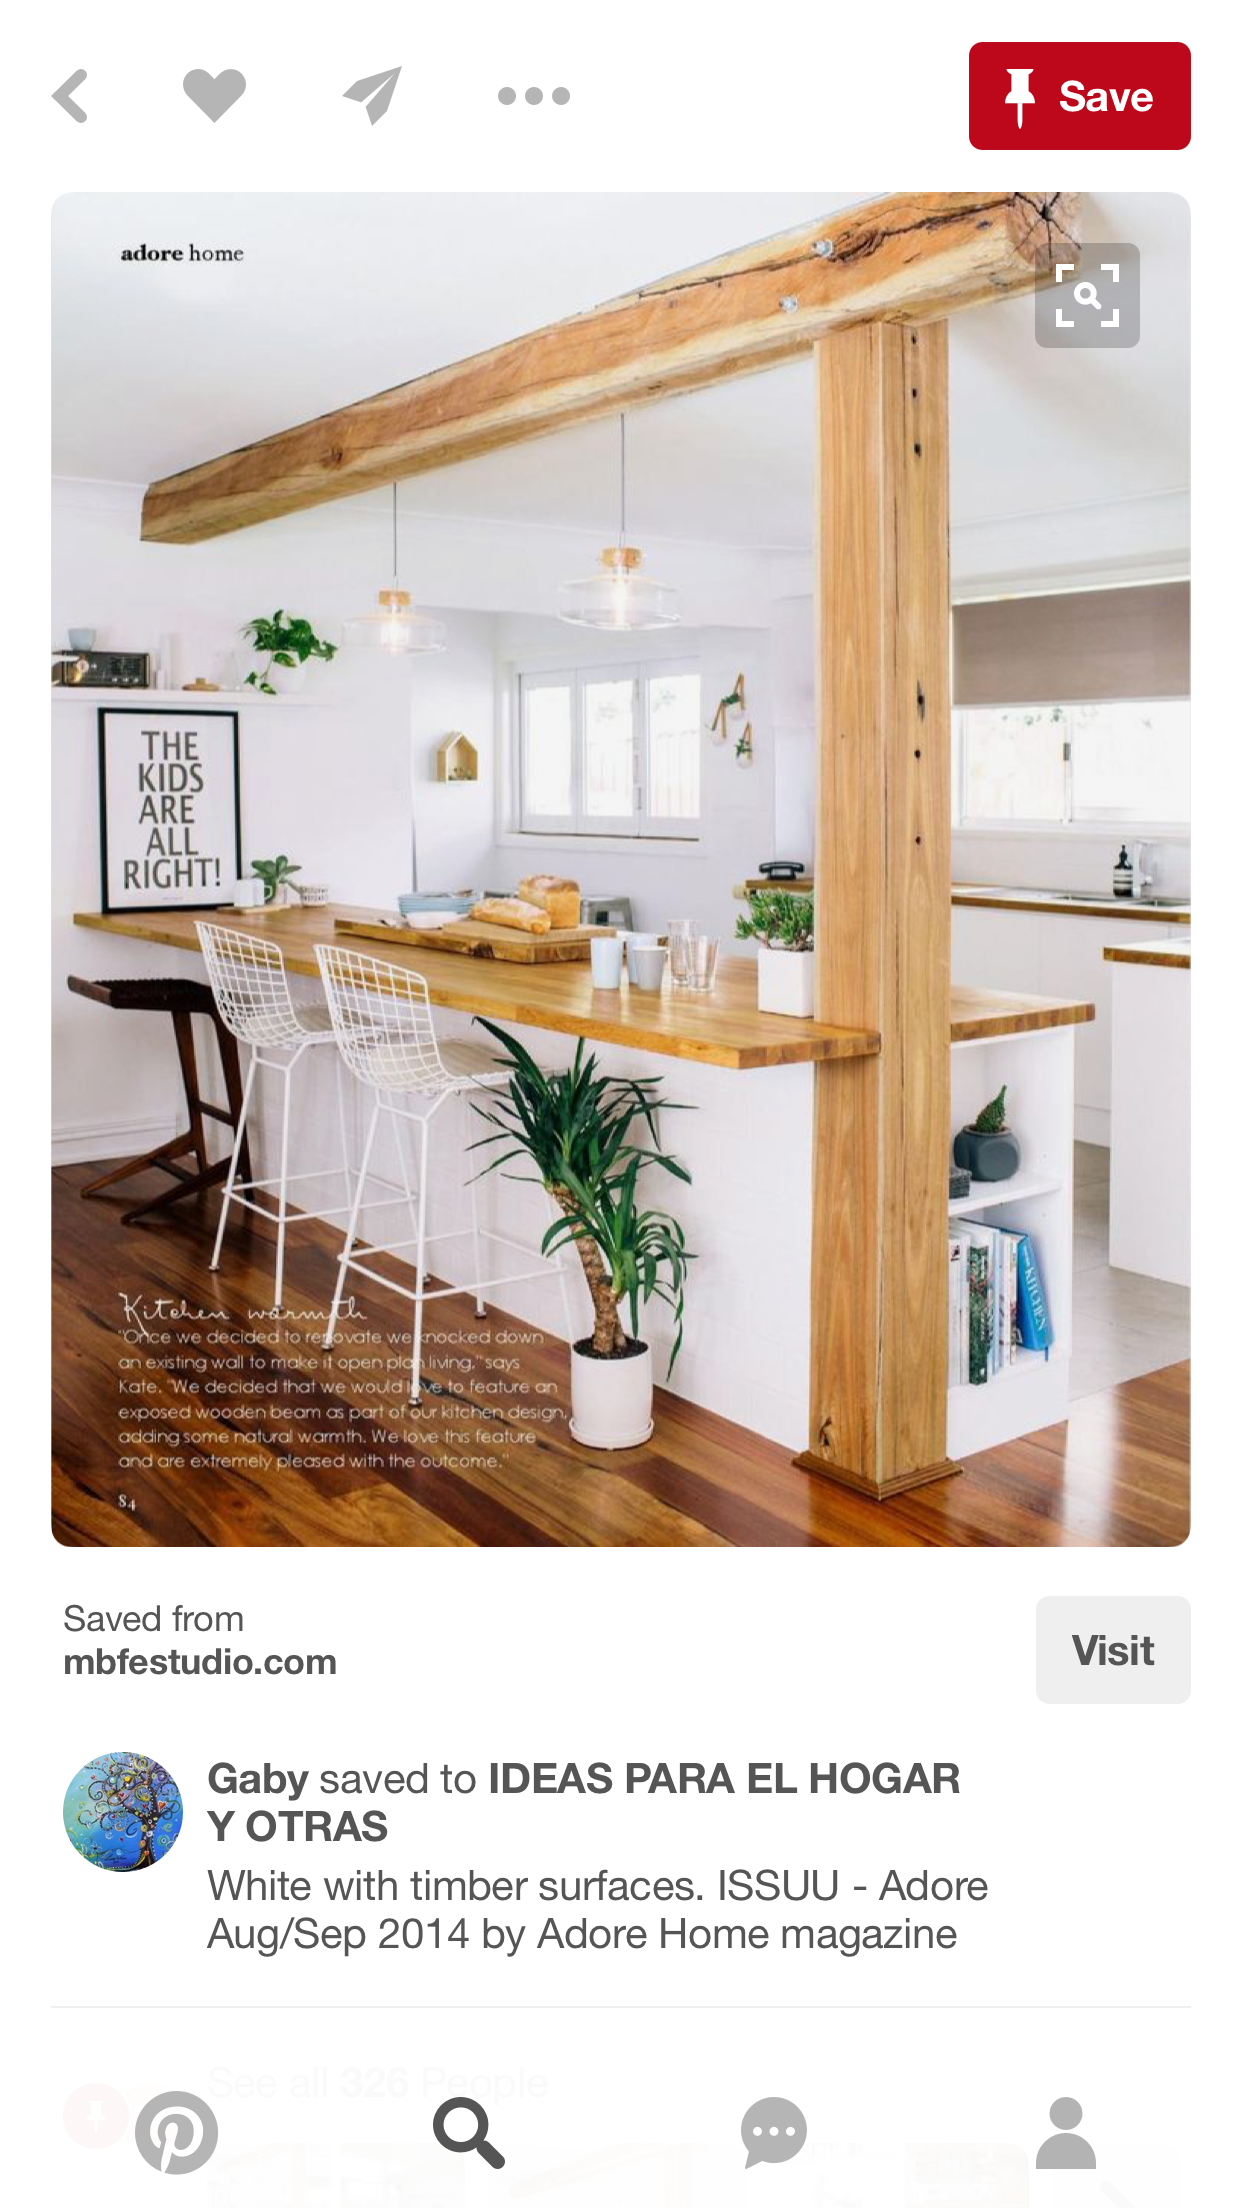 Save
adore home
THE
KIDS
ARE
ALL
RIGHT!
KITCHEN
Kitchen warmth
"Once we decided to renovate we knocked down
an existing wall to make it open plan living," says
Kate. "We decided that we would love to feature an
exposed wooden beam as part of our kitchen design,
adding some natural warmth. We love this feature
and are extremely pleased with the outcome."
84
Saved from
mbfestudio.com
Visit
Gaby saved to IDEAS PARA EL HOGAR
Y OTRAS
White with timber surfaces. ISSUU - Adore
Aug/Sep 2014 by Adore Home magazine
See all 326 People